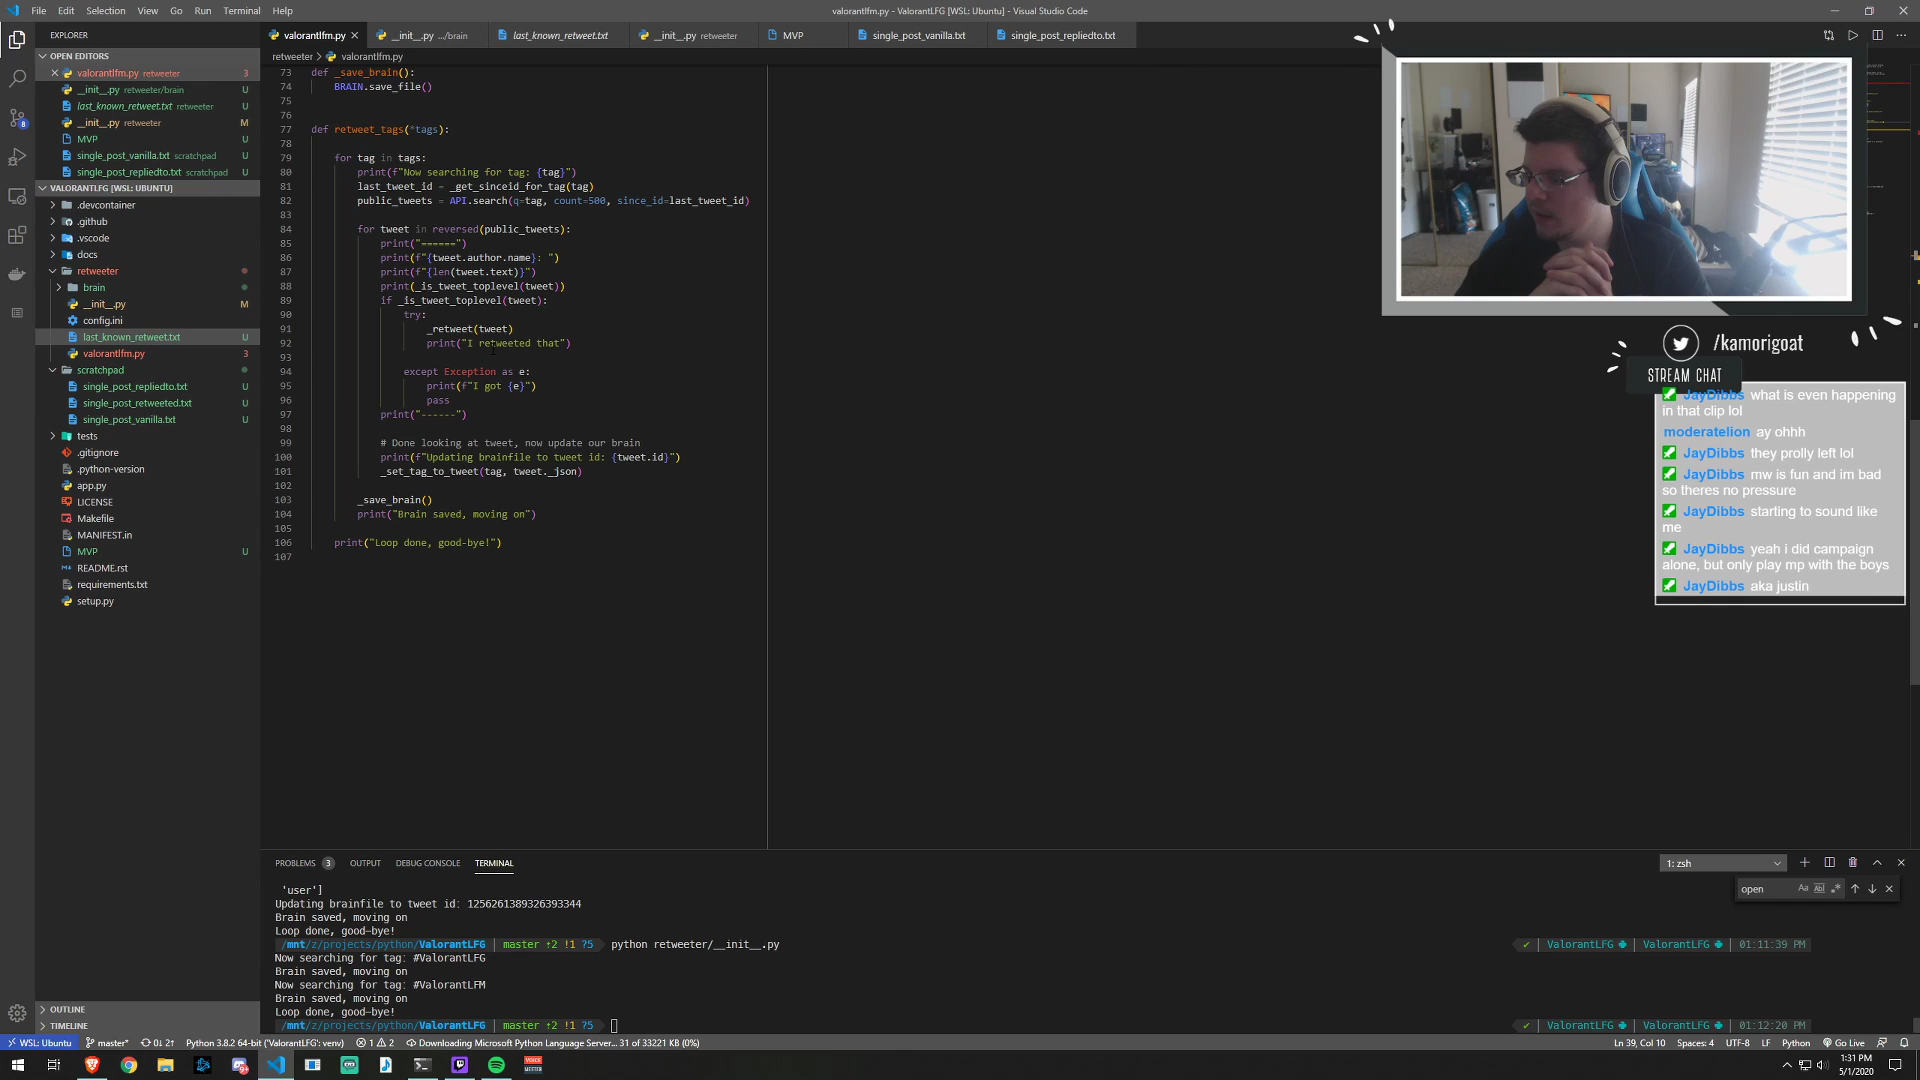 File Edit Selection View Go Run Terminal Help
valorantlfm.py - ValorantLFG [WSL: Ubuntu] - Visual Studio Code
EXPLORER
OPEN EDITORS
valorantlfm.py retweeter 3
__init__.py retweeter/brain U
last_known_retweet.txt retweeter U
__init__.py retweeter M
MVP U
single_post_vanilla.txt scratchpad U
single_post_repliedto.txt scratchpad U
VALORANTLFG [WSL: UBUNTU]
.devcontainer
.github
.vscode
docs
retweeter
brain
__init__.py M
config.ini
last_known_retweet.txt U
valorantlfm.py 3
scratchpad
single_post_repliedto.txt U
single_post_retweeted.txt U
single_post_vanilla.txt U
tests
.gitignore
.python-version
app.py
LICENSE
Makefile
MANIFEST.in
MVP U
README.rst
requirements.txt
setup.py
OUTLINE
TIMELINE
valorantlfm.py
__init__.py .../brain
last_known_retweet.txt
__init__.py retweeter
MVP
single_post_vanilla.txt
single_post_repliedto.txt
retweeter > valorantlfm.py
73 def _save_brain():
74 BRAIN.save_file()
75
76
77 def retweet_tags(*tags):
78
79 for tag in tags:
80 print(f"Now searching for tag: {tag}")
81 last_tweet_id = _get_sinceid_for_tag(tag)
82 public_tweets = API.search(q=tag, count=500, since_id=last_tweet_id)
83
84 for tweet in reversed(public_tweets):
85 print("======")
86 print(f"{tweet.author.name}: ")
87 print(f"{len(tweet.text)}")
88 print(_is_tweet_toplevel(tweet))
89 if _is_tweet_toplevel(tweet):
90 try:
91 _retweet(tweet)
92 print("I retweeted that")
93
94 except Exception as e:
95 print(f"I got {e}")
96 pass
97 print("------")
98
99 # Done looking at tweet, now update our brain
100 print(f"Updating brainfile to tweet id: {tweet.id}")
101 _set_tag_to_tweet(tag, tweet._json)
102
103 _save_brain()
104 print("Brain saved, moving on")
105
106 print("Loop done, good-bye!")
107
/kamorigoat
STREAM CHAT
JayDibbs what is even happening
in that clip lol
moderatelion ay ohhh
JayDibbs they prolly left lol
JayDibbs mw is fun and im bad
so theres no pressure
JayDibbs starting to sound like
me
JayDibbs yeah i did campaign
alone, but only play mp with the boys
JayDibbs aka justin
PROBLEMS 3 OUTPUT DEBUG CONSOLE TERMINAL
1: zsh
open Aa Abl .*
'user']
Updating brainfile to tweet id: 1256261389326393344
Brain saved, moving on
Loop done, good-bye!
/mnt/z/projects/python/ValorantLFG | master ↑2 !1 ?5 python retweeter/__init__.py ✓ | ValorantLFG | ValorantLFG | 01:11:39 PM
Now searching for tag: #ValorantLFG
Brain saved, moving on
Now searching for tag: #ValorantLFM
Brain saved, moving on
Loop done, good-bye!
/mnt/z/projects/python/ValorantLFG | master ↑2 !1 ?5 ✓ | ValorantLFG | ValorantLFG | 01:12:20 PM
WSL: Ubuntu master* 0↓ 2↑ Python 3.8.2 64-bit ('ValorantLFG': venv) 1 2 Downloading Microsoft Python Language Server... 31 of 33221 KB (0%)
Ln 39, Col 10 Spaces: 4 UTF-8 LF Python Go Live
8
VOICE
MEETER
1:31 PM
5/1/2020